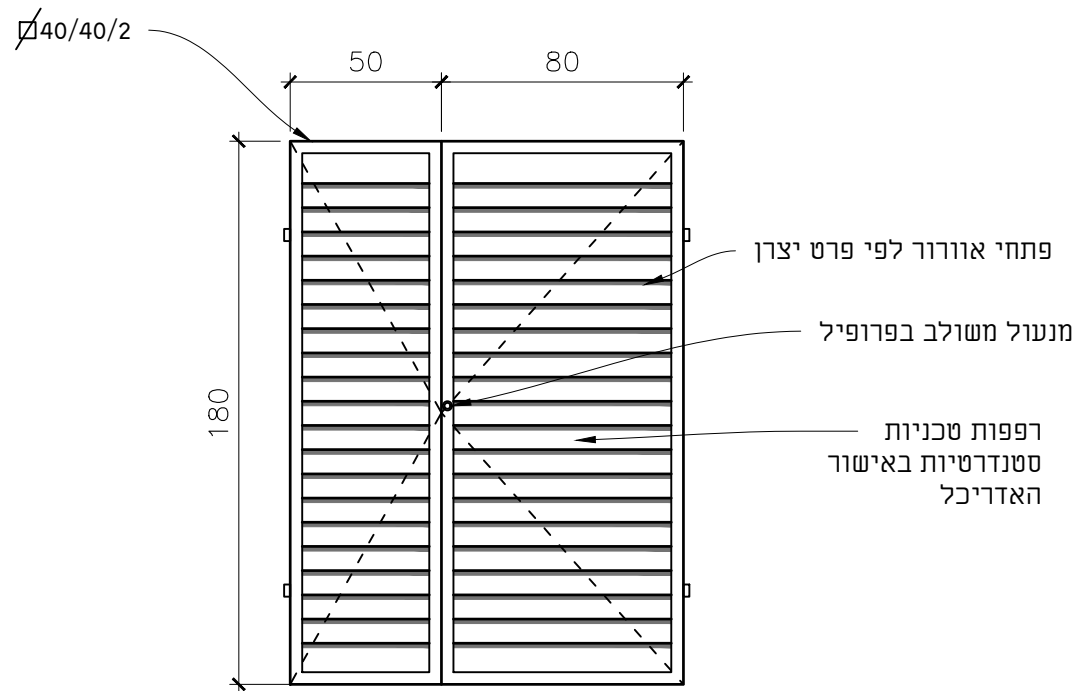 40/40/2
50
80
פתחי אוורור לפי פרט יצרן
מנעול משולב בפרופיל
180
רפפות טכניות
סטנדרטיות באישור
האדריכל